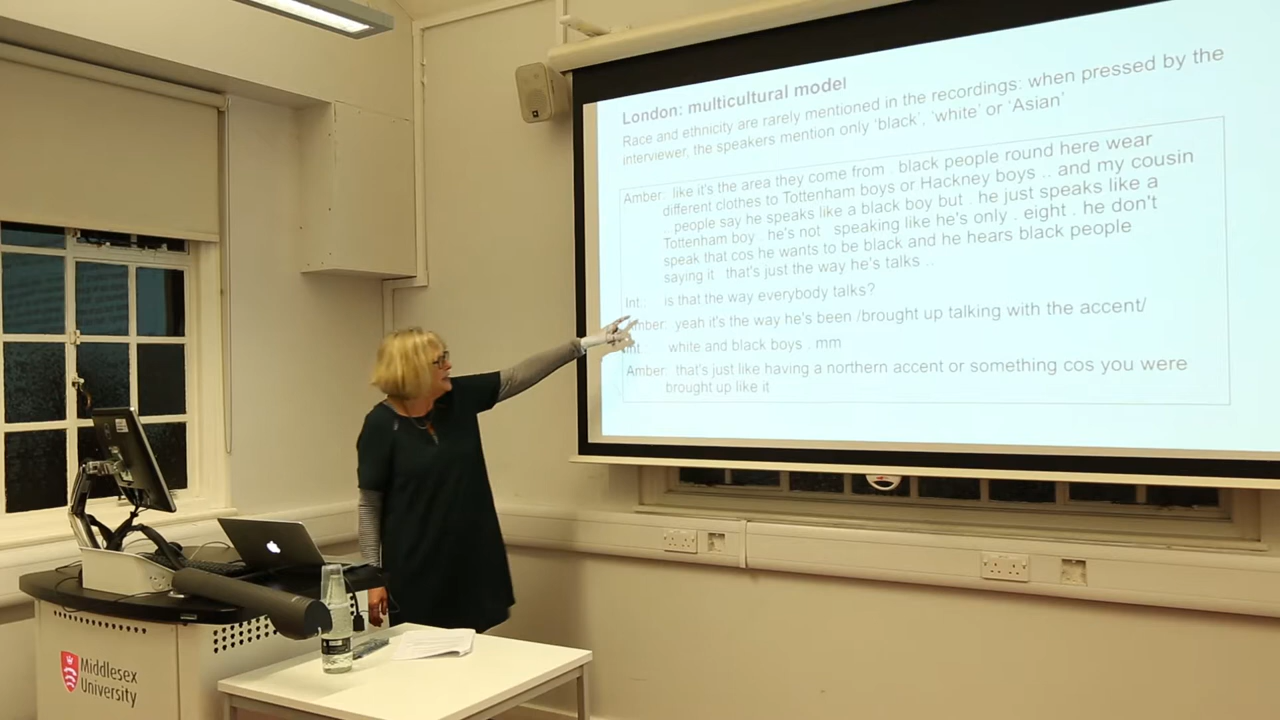 London: multicultural model
Race and ethnicity are rarely mentioned in the recordings: when pressed by the
interviewer, the speakers mention only 'black', 'white' or 'Asian'
Amber: like it's the area they come from . black people round here wear
different clothes to Tottenham boys or Hackney boys .. and my cousin
.. people say he speaks like a black boy but . he just speaks like a
Tottenham boy . he's not speaking like he's only . eight . he don't
speak that cos he wants to be black and he hears black people
saying it that's just the way he's talks ..
Int.: is that the way everybody talks?
Amber: yeah it's the way he's been /brought up talking with the accent/
Int.: white and black boys . mm
Amber: that's just like having a northern accent or something cos you were
brought up like it
Middlesex
University